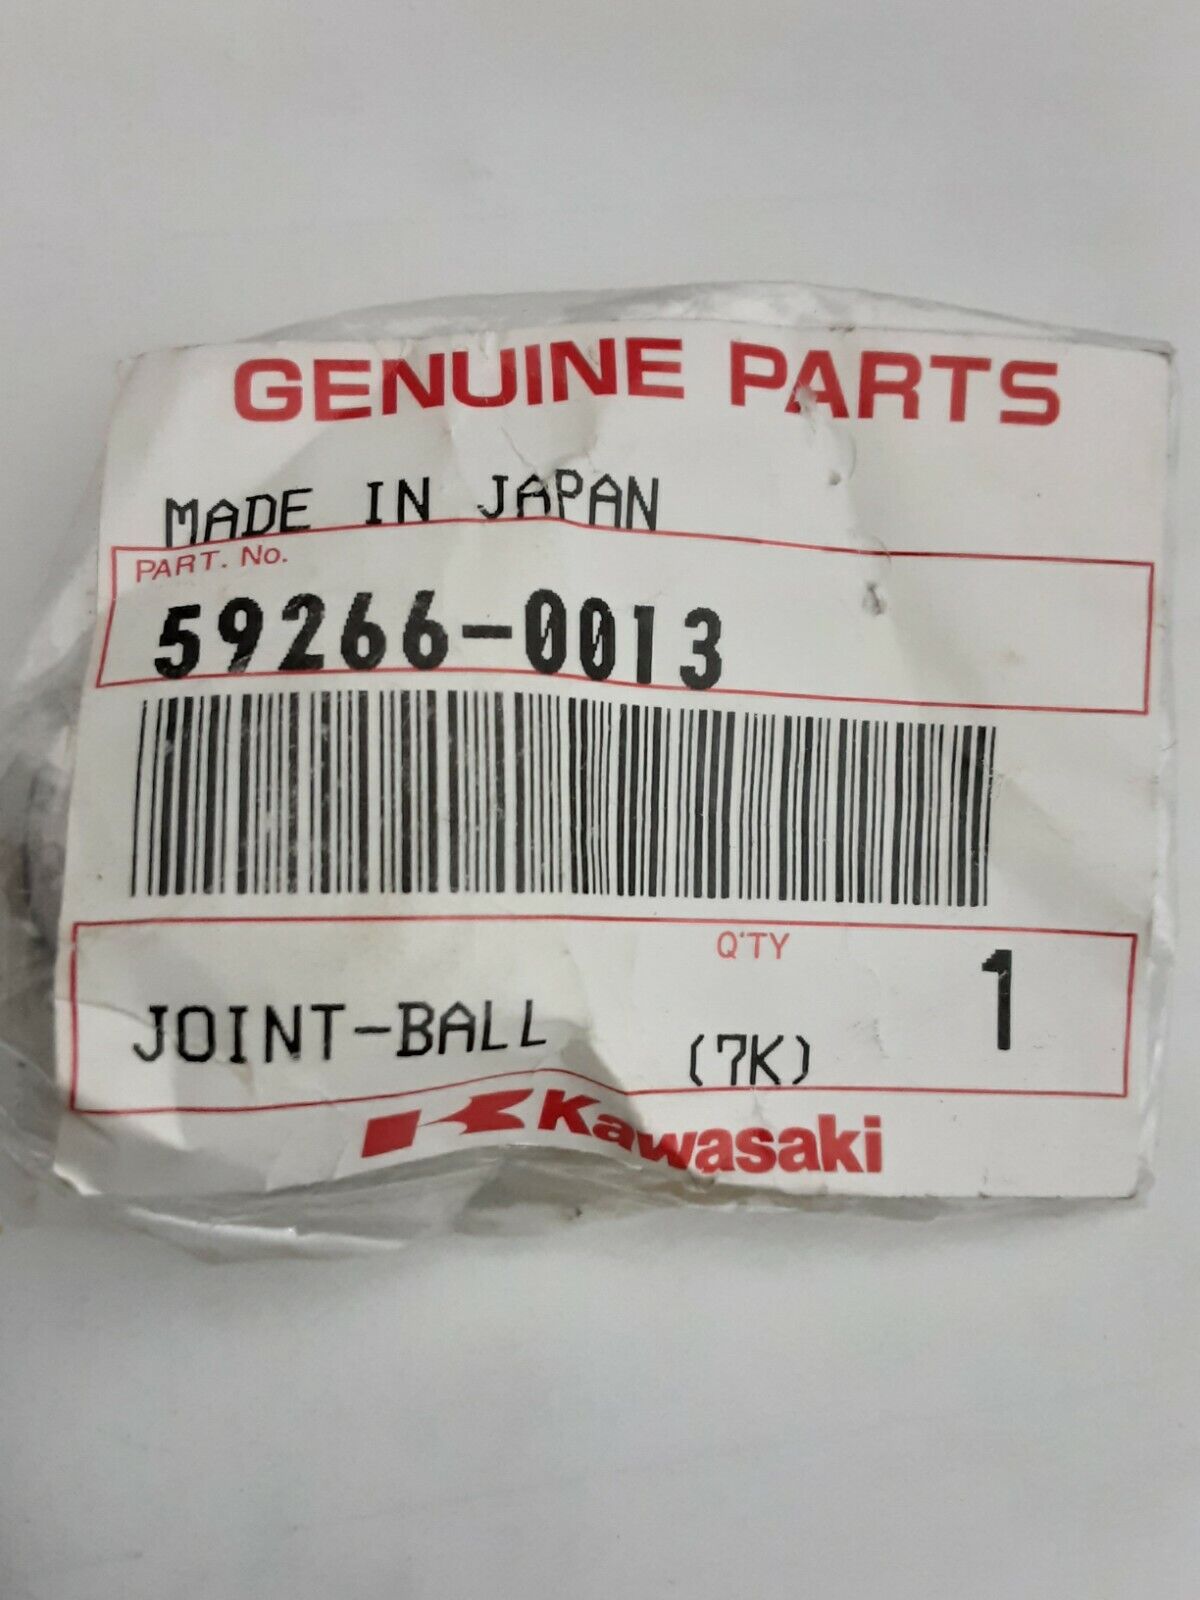 GENUINE PARTS
MADE IN JAPAN
PART. No.
59266-0013
Q'TY
1
JOINT-BALL (7K)
Kawasaki